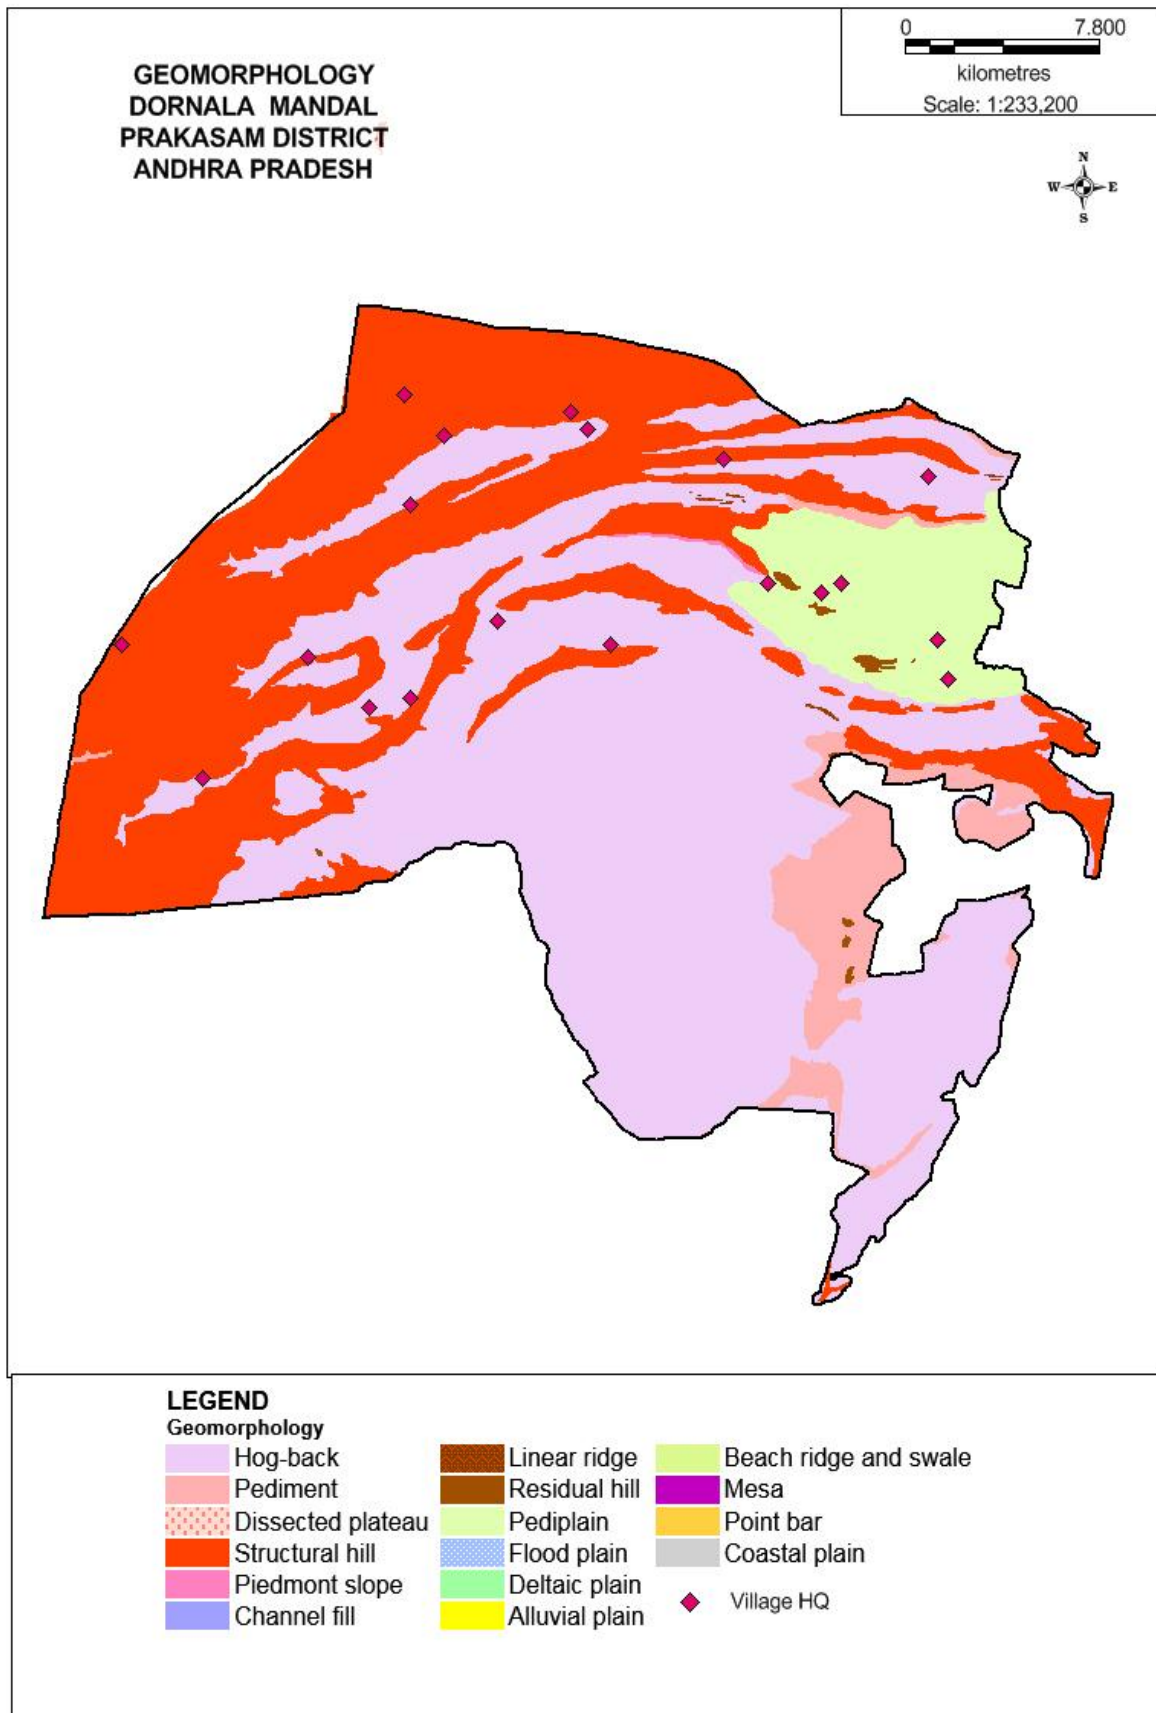 GEOMORPHOLOGY
DORNALA MANDAL
PRAKASAM DISTRICT
ANDHRA PRADESH
0 7.800
kilometres
Scale: 1:233,200
N
W E
S
LEGEND
Geomorphology
Hog-back
Pediment
Dissected plateau
Structural hill
Piedmont slope
Channel fill
Linear ridge
Residual hill
Pediplain
Flood plain
Deltaic plain
Alluvial plain
Beach ridge and swale
Mesa
Point bar
Coastal plain
Village HQ